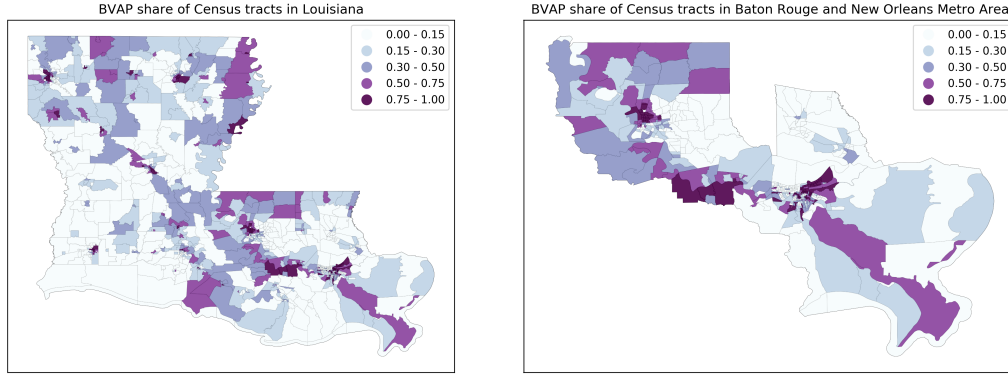 BVAP share of Census tracts in Louisiana
0.00 - 0.15
0.15 - 0.30
0.30 - 0.50
0.50 - 0.75
0.75 - 1.00
BVAP share of Census tracts in Baton Rouge and New Orleans Metro Area
0.00 - 0.15
0.15 - 0.30
0.30 - 0.50
0.50 - 0.75
0.75 - 1.00